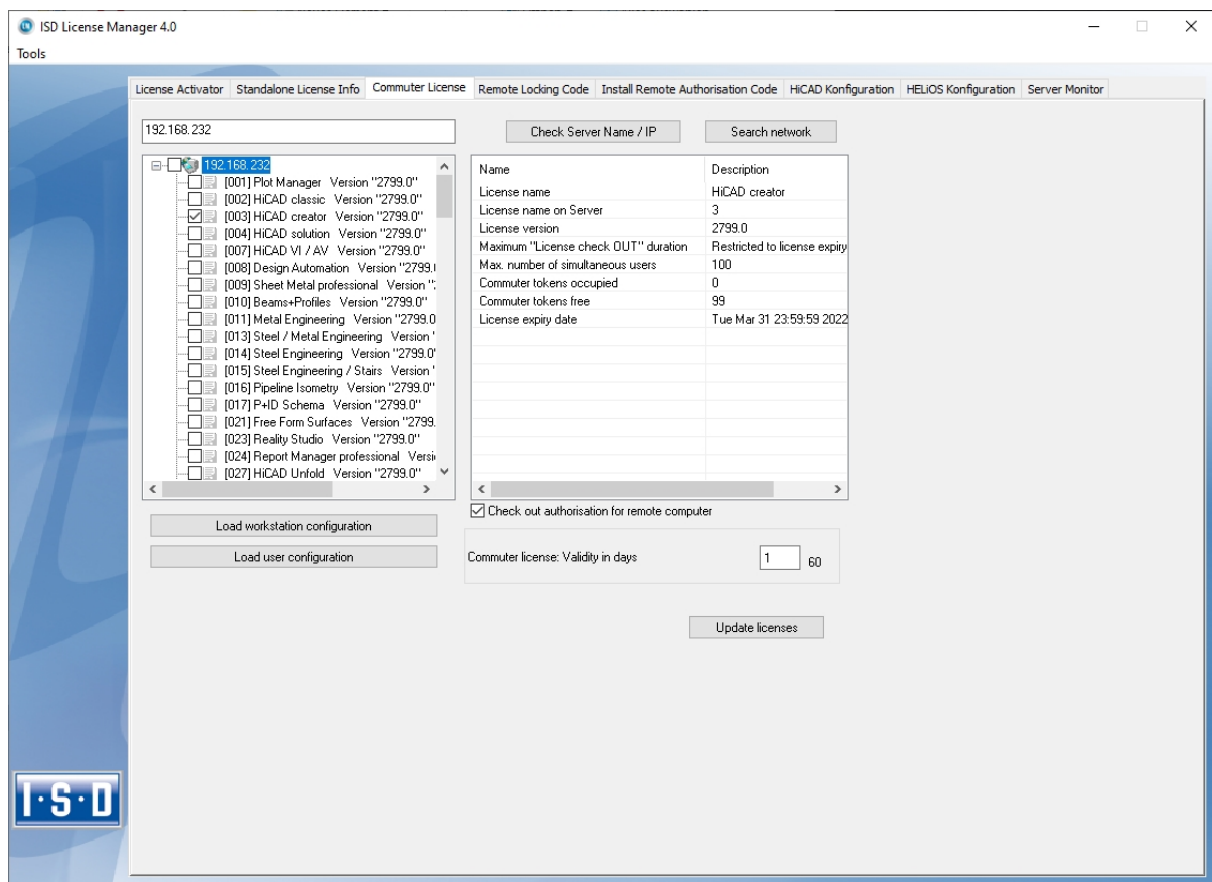 ISD License Manager 4.0
Tools
License Activator Standalone License Info Commuter License Remote Locking Code Install Remote Authorisation Code HiCAD Konfiguration HELiOS Konfiguration Server Monitor
192.168.232 Check Server Name / IP Search network
192.168.232
[001] Plot Manager Version "2799.0"
[002] HiCAD classic Version "2799.0"
[003] HiCAD creator Version "2799.0"
[004] HiCAD solution Version "2799.0"
[007] HiCAD VI / AV Version "2799.0"
[008] Design Automation Version "2799.
[009] Sheet Metal professional Version "
[010] Beams+Profiles Version "2799.0"
[011] Metal Engineering Version "2799.0
[013] Steel / Metal Engineering Version "
[014] Steel Engineering Version "2799.0"
[015] Steel Engineering / Stairs Version "
[016] Pipeline Isometry Version "2799.0"
[017] P+ID Schema Version "2799.0"
[021] Free Form Surfaces Version "2799.
[023] Reality Studio Version "2799.0"
[024] Report Manager professional Versi
[027] HiCAD Unfold Version "2799.0"
Name Description
License name HiCAD creator
License name on Server 3
License version 2799.0
Maximum "License check OUT" duration Restricted to license expiry
Max. number of simultaneous users 100
Commuter tokens occupied 0
Commuter tokens free 99
License expiry date Tue Mar 31 23:59:59 2022
Check out authorisation for remote computer
Load workstation configuration
Load user configuration
Commuter license: Validity in days 1 60
Update licenses
I·S·D